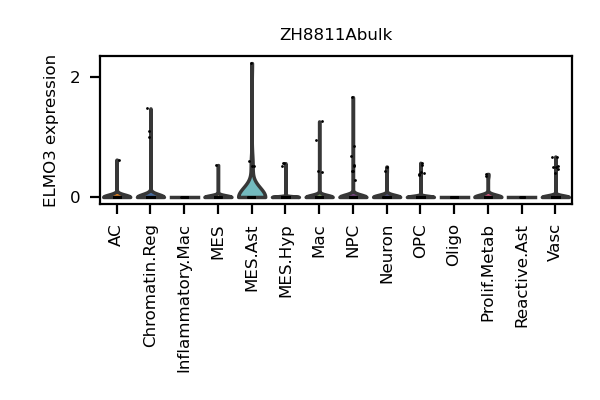 ZH8811Abulk
ELMO3 expression
2
0
AC
Chromatin.Reg
Inflammatory.Mac
MES
MES.Ast
MES.Hyp
Mac
NPC
Neuron
OPC
Oligo
Prolif.Metab
Reactive.Ast
Vasc